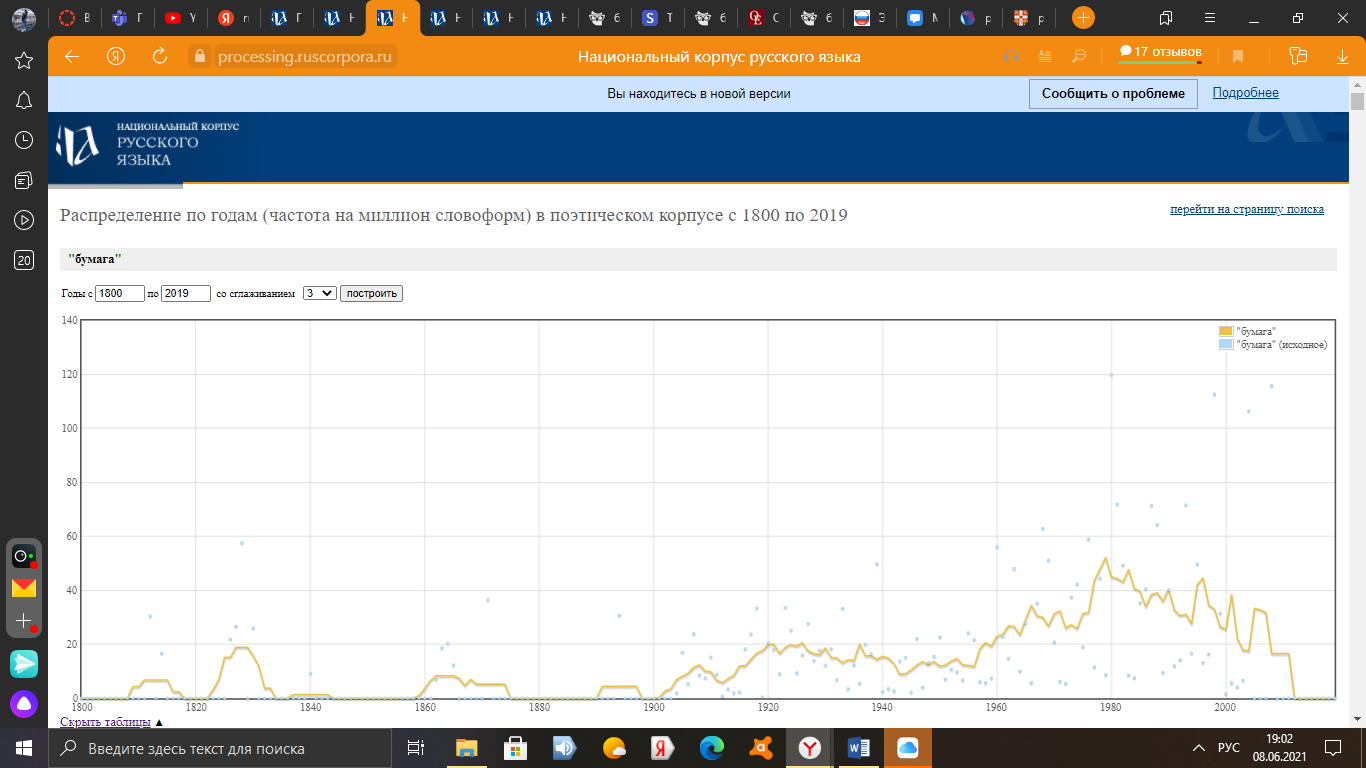 B
Г
Y
r
Г
Н
Н
Н
Н
Н
б
Т
б
С
б
Э
М
р
р
processing.ruscorpora.ru
Национальный корпус русского языка
17 отзывов
Вы находитесь в новой версии
Сообщить о проблеме
Подробнее
НАЦИОНАЛЬНЫЙ КОРПУС
РУССКОГО
ЯЗЫКА
Распределение по годам (частота на миллион словоформ) в поэтическом корпусе с 1800 по 2019
перейти на страницу поиска
"бумага"
Годы с 1800 по 2019 со сглаживанием 3 построить
140
120
100
80
60
40
20
0
"бумага"
"бумага" (исходное)
1800 1820 1840 1860 1880 1900 1920 1940 1960 1980 2000
Скрыть таблицы ▲
20
Введите здесь текст для поиска
РУС
19:02
08.06.2021